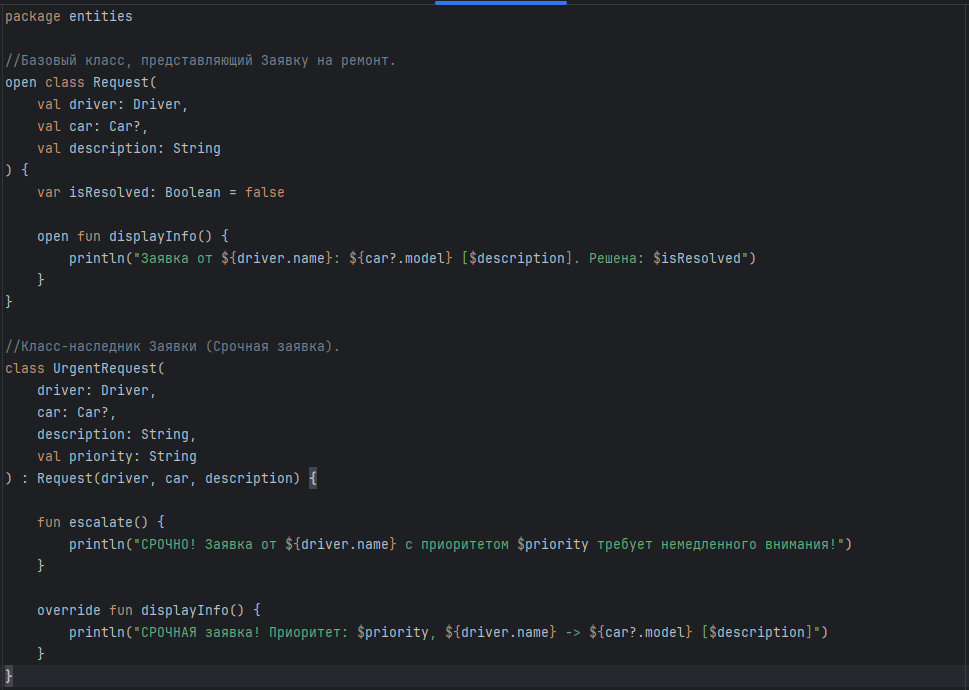 package entities
//Базовый класс, представляющий Заявку на ремонт.
open class Request(
    val driver: Driver,
    val car: Car?,
    val description: String
) {
    var isResolved: Boolean = false
    open fun displayInfo() {
        println("Заявка от ${driver.name}: ${car?.model} [$description]. Решена: $isResolved")
    }
}
//Класс-наследник Заявки (Срочная заявка).
class UrgentRequest(
    driver: Driver,
    car: Car?,
    description: String,
    val priority: String
) : Request(driver, car, description) {
    fun escalate() {
        println("СРОЧНО! Заявка от ${driver.name} с приоритетом $priority требует немедленного внимания!")
    }
    override fun displayInfo() {
        println("СРОЧНАЯ заявка! Приоритет: $priority, ${driver.name} -> ${car?.model} [$description]")
    }
}